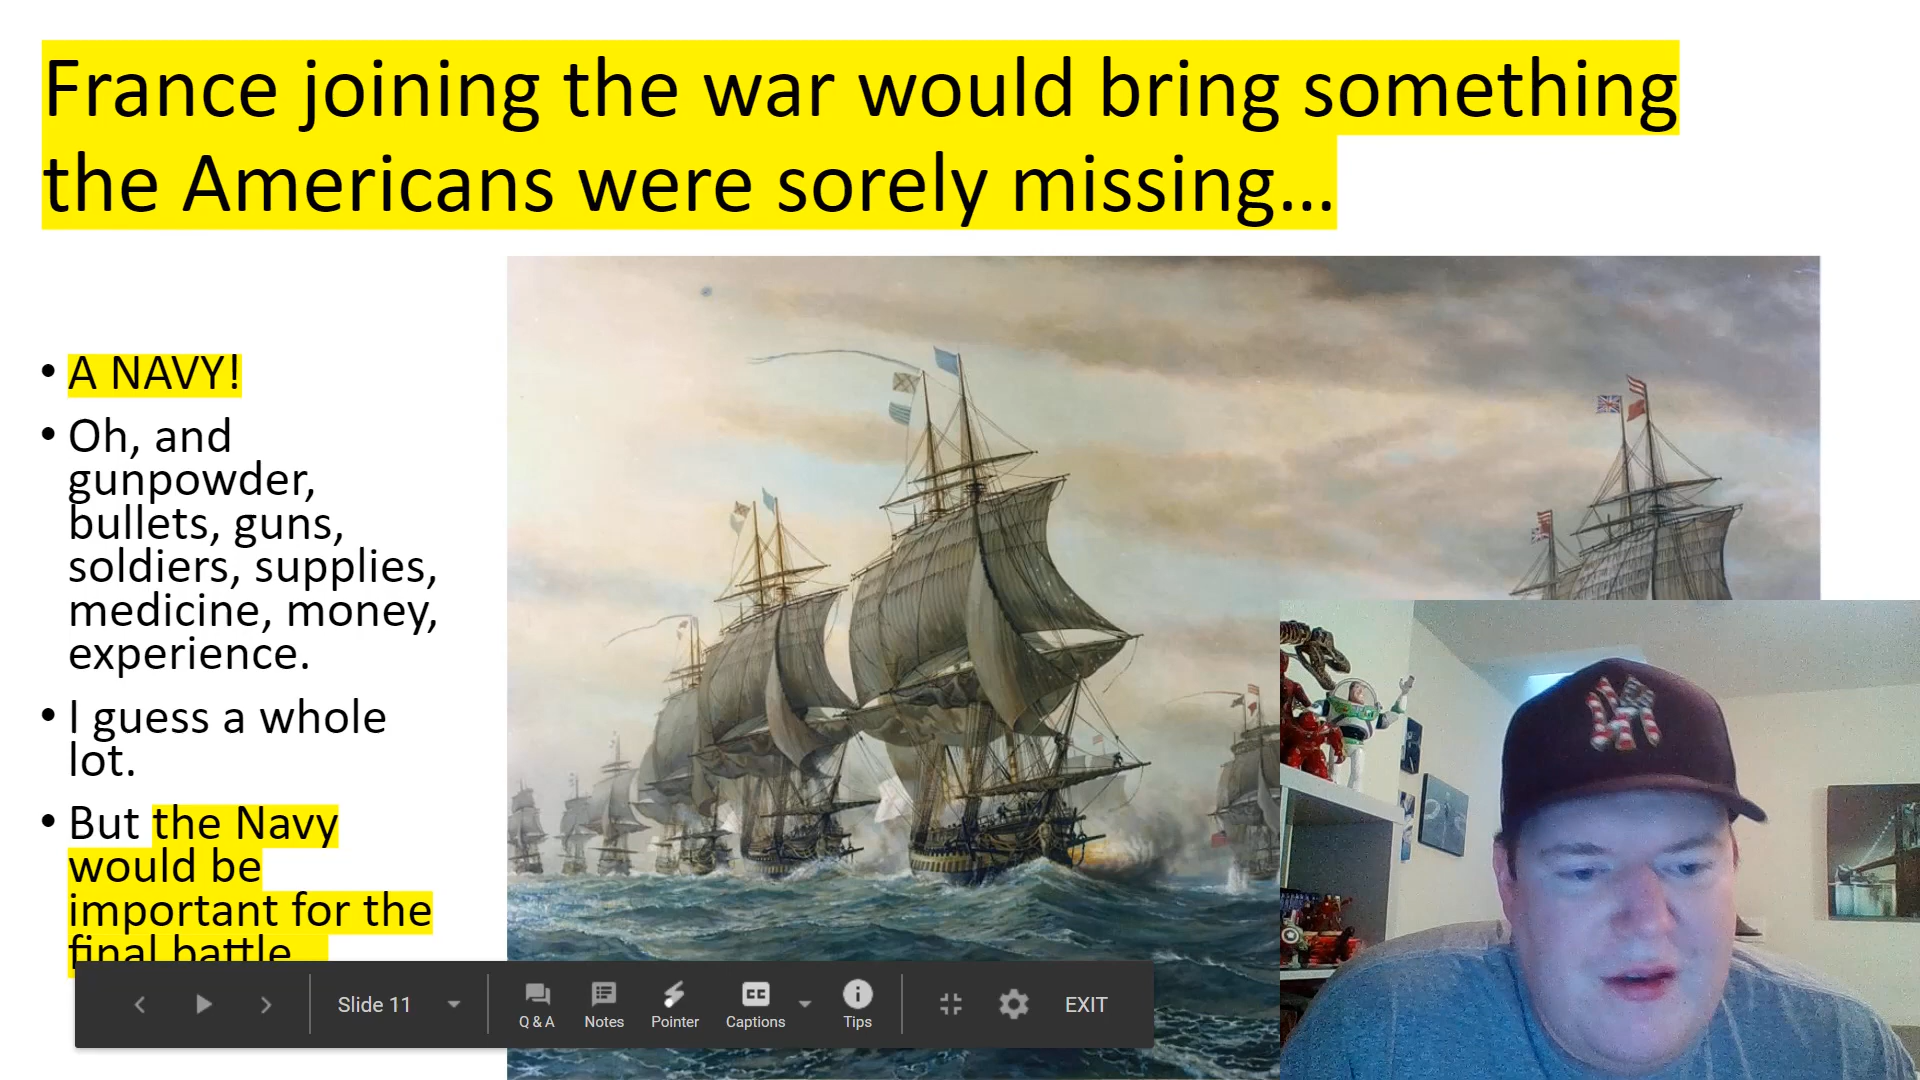 France joining the war would bring something
the Americans were sorely missing...
• A NAVY!
• Oh, and
gunpowder,
bullets, guns,
soldiers, supplies,
medicine, money,
experience.
• I guess a whole
lot.
• But the Navy
would be
important for the
final battle
Slide 11
Q & A
Notes
Pointer
CC
Captions
Tips
EXIT